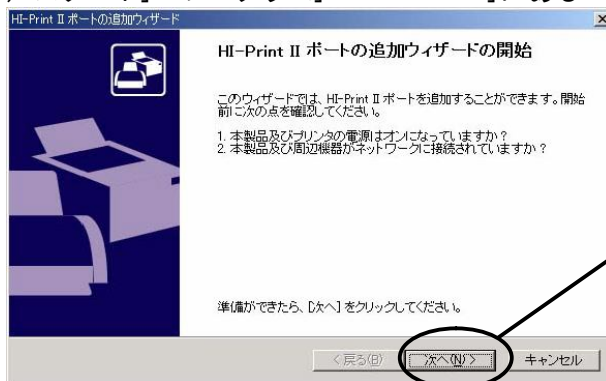 HI-Print II ポートの追加ウィザード
HI-Print II ポートの追加ウィザードの開始
このウィザードでは、HI-Print II ポートを追加することができます。開始
前に次の点を確認してください。
1. 本製品及びプリンタの電源はオンになっていますか？
2. 本製品及び周辺機器がネットワークに接続されていますか？
準備ができたら、[次へ] をクリックしてください。
< 戻る(B)
次へ(N) >
キャンセル